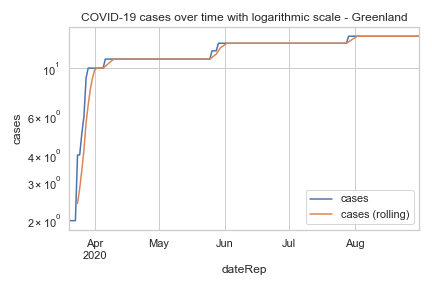 COVID-19 cases over time with logarithmic scale - Greenland
cases
10¹
6 × 10⁰
4 × 10⁰
3 × 10⁰
2 × 10⁰
Apr
2020
May
Jun
Jul
Aug
dateRep
cases
cases (rolling)